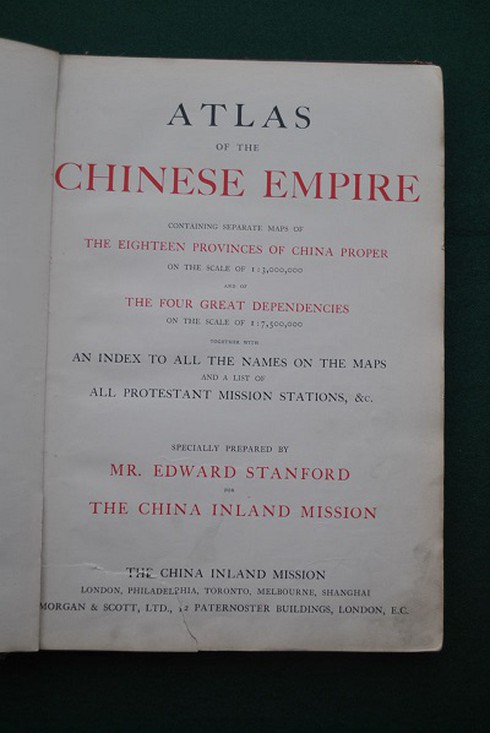 ATLAS
OF THE
CHINESE EMPIRE
CONTAINING SEPARATE MAPS OF
THE EIGHTEEN PROVINCES OF CHINA PROPER
ON THE SCALE OF 1:3,000,000
AND OF
THE FOUR GREAT DEPENDENCIES
ON THE SCALE OF 1:7,500,000
TOGETHER WITH
AN INDEX TO ALL THE NAMES ON THE MAPS
AND A LIST OF
ALL PROTESTANT MISSION STATIONS, &c.
SPECIALLY PREPARED BY
MR. EDWARD STANFORD
FOR
THE CHINA INLAND MISSION
THE CHINA INLAND MISSION
LONDON, PHILADELPHIA, TORONTO, MELBOURNE, SHANGHAI
MORGAN & SCOTT, LTD., 12 PATERNOSTER BUILDINGS, LONDON, E.C.